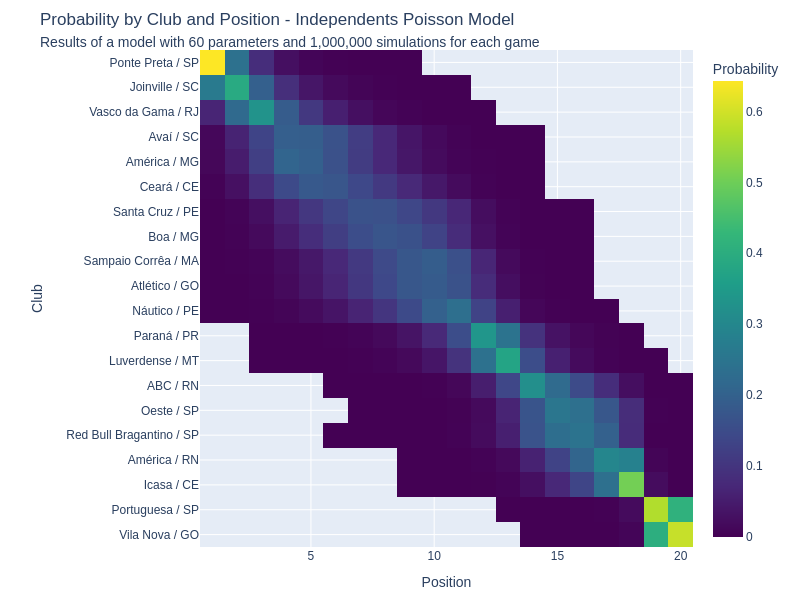 Probability by Club and Position - Independents Poisson Model
Results of a model with 60 parameters and 1,000,000 simulations for each game
Probability
Club
Ponte Preta / SP
Joinville / SC
Vasco da Gama / RJ
Avaí / SC
América / MG
Ceará / CE
Santa Cruz / PE
Boa / MG
Sampaio Corrêa / MA
Atlético / GO
Náutico / PE
Paraná / PR
Luverdense / MT
ABC / RN
Oeste / SP
Red Bull Bragantino / SP
América / RN
Icasa / CE
Portuguesa / SP
Vila Nova / GO
0.6
0.5
0.4
0.3
0.2
0.1
0
5
10
15
20
Position